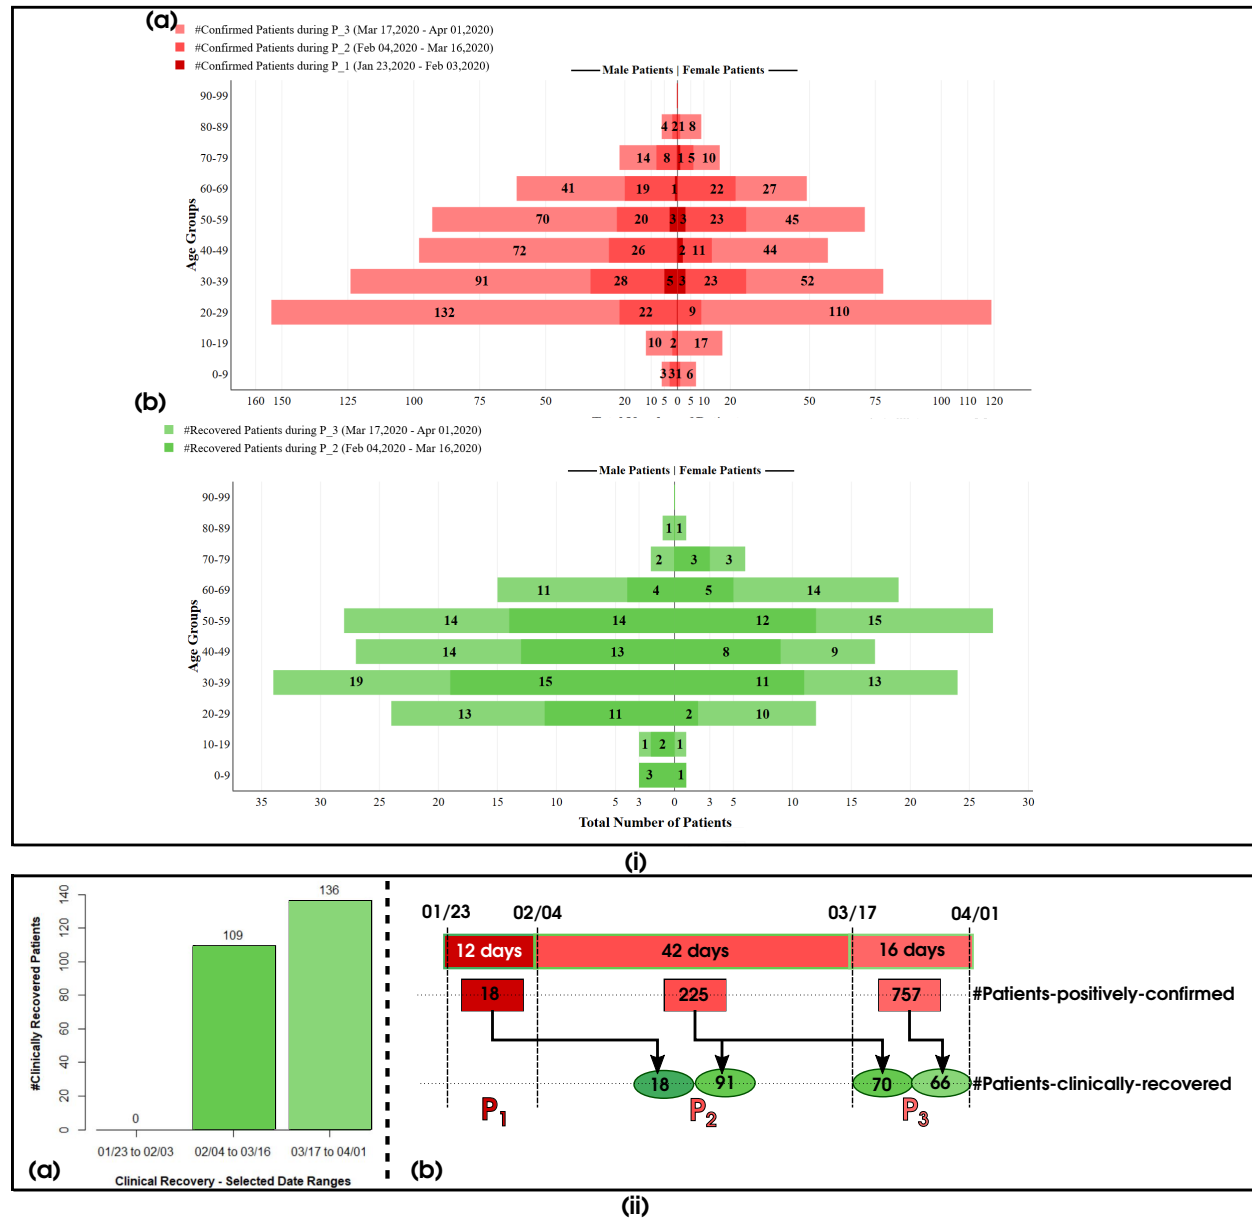 (a)
#Confirmed Patients during P_3 (Mar 17,2020 - Apr 01,2020)
#Confirmed Patients during P_2 (Feb 04,2020 - Mar 16,2020)
#Confirmed Patients during P_1 (Jan 23,2020 - Feb 03,2020)
Male Patients | Female Patients
Age Groups
90-99
80-89 4 2 1 8
70-79 14 8 1 5 10
60-69 41 19 1 22 27
50-59 70 20 3 3 23 45
40-49 72 26 2 11 44
30-39 91 28 5 3 23 52
20-29 132 22 9 110
10-19 10 2 17
0-9 3 3 1 6
160 150 125 100 75 50 20 10 5 0 5 10 20 50 75 100 110 120
(b)
#Recovered Patients during P_3 (Mar 17,2020 - Apr 01,2020)
#Recovered Patients during P_2 (Feb 04,2020 - Mar 16,2020)
Male Patients | Female Patients
Age Groups
90-99
80-89 1 1
70-79 2 3 3
60-69 11 4 5 14
50-59 14 14 12 15
40-49 14 13 8 9
30-39 19 15 11 13
20-29 13 11 2 10
10-19 1 2 1
0-9 3 1
35 30 25 20 15 10 5 3 0 3 5 10 15 20 25 30
Total Number of Patients
(i)
#Clinically Recovered Patients
0 20 40 60 80 100 120 140
0 109 136
01/23 to 02/03 02/04 to 03/16 03/17 to 04/01
Clinical Recovery - Selected Date Ranges
(a)
01/23 02/04 03/17 04/01
12 days 42 days 16 days
18 225 757 #Patients-positively-confirmed
18 91 70 66 #Patients-clinically-recovered
P1 P2 P3
(b)
(ii)